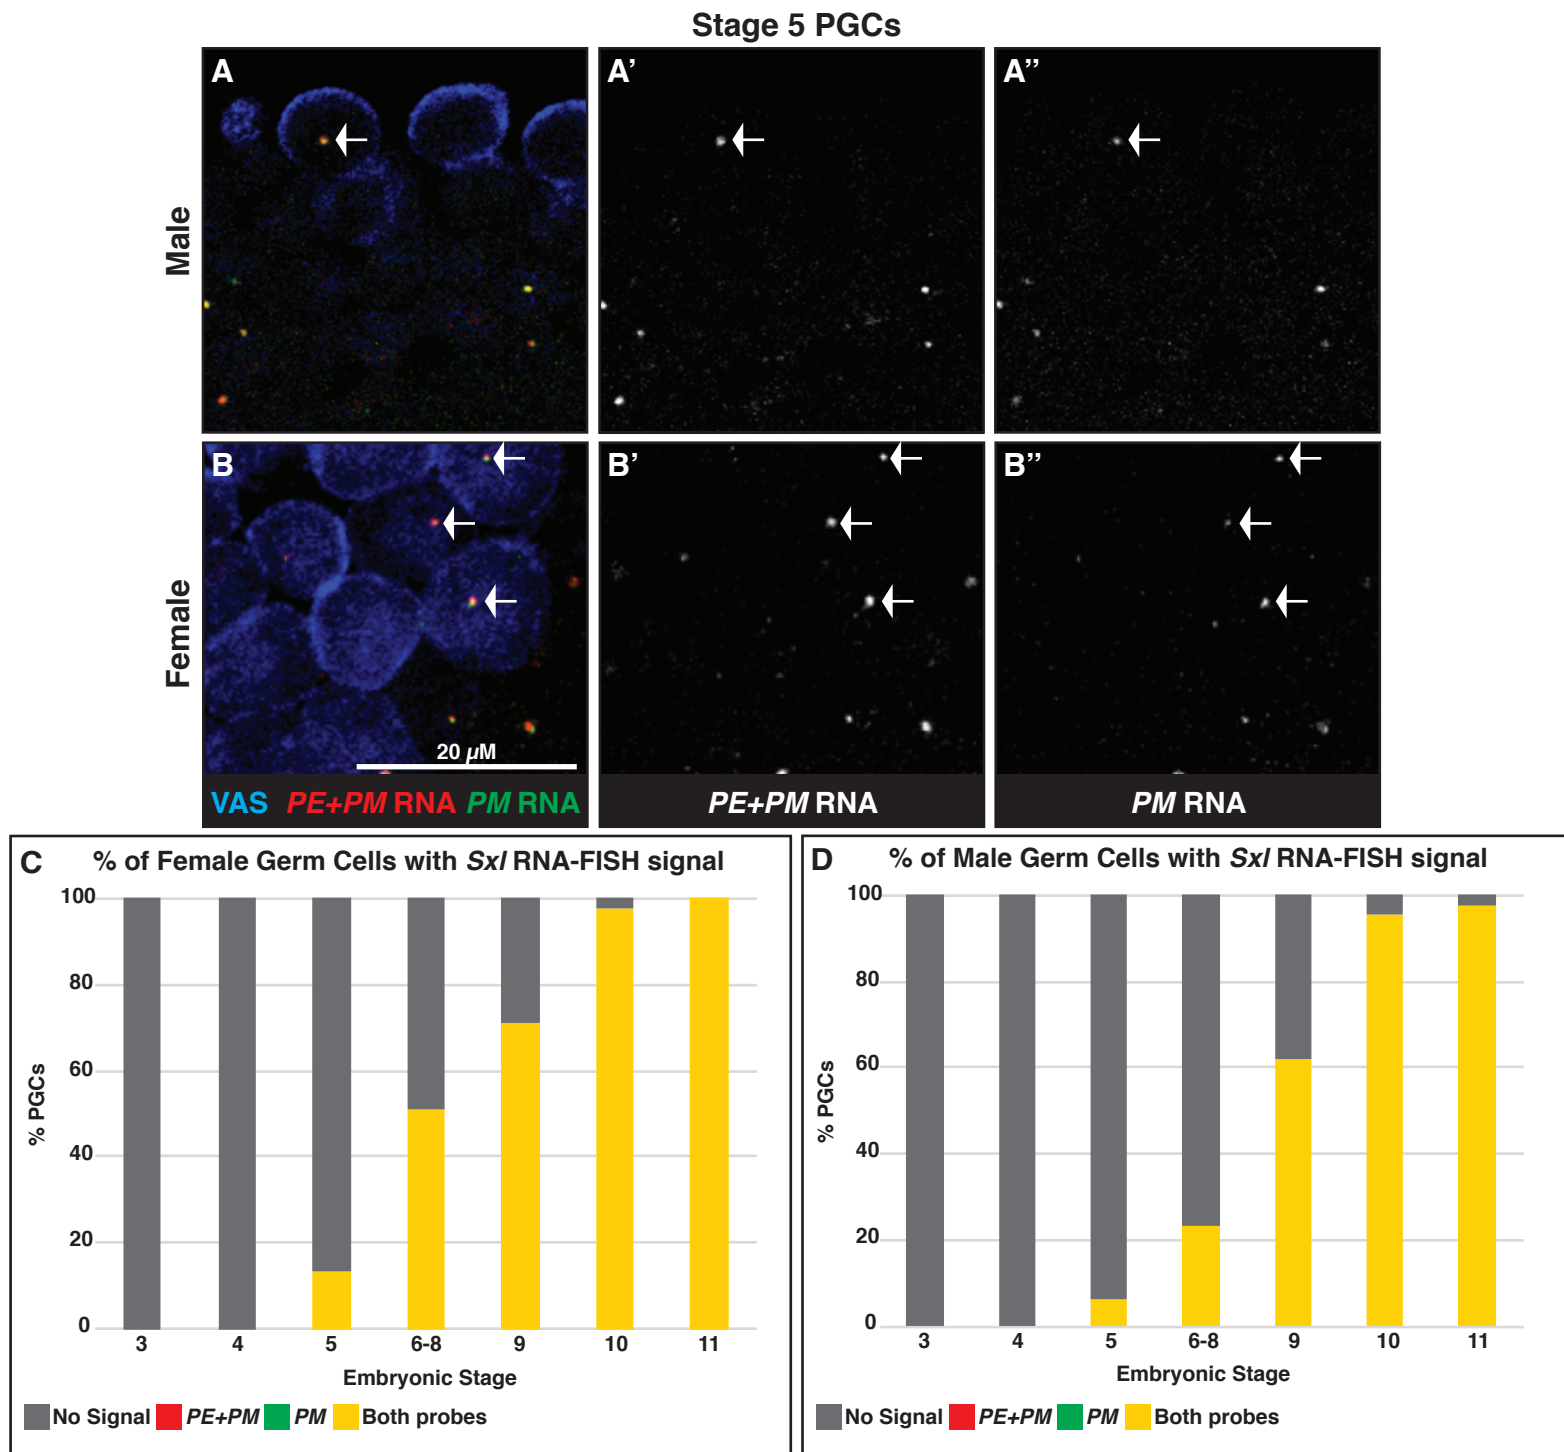 Stage 5 PGCs
A
A’
A’’
Male
B
B’
B’’
Female
20 µM
VAS PE+PM RNA PM RNA
PE+PM RNA
PM RNA
C % of Female Germ Cells with Sxl RNA-FISH signal
100
80
60
40
20
0
% PGCs
3 4 5 6-8 9 10 11
Embryonic Stage
No Signal PE+PM PM Both probes
D % of Male Germ Cells with Sxl RNA-FISH signal
100
80
60
40
20
0
% PGCs
3 4 5 6-8 9 10 11
Embryonic Stage
No Signal PE+PM PM Both probes